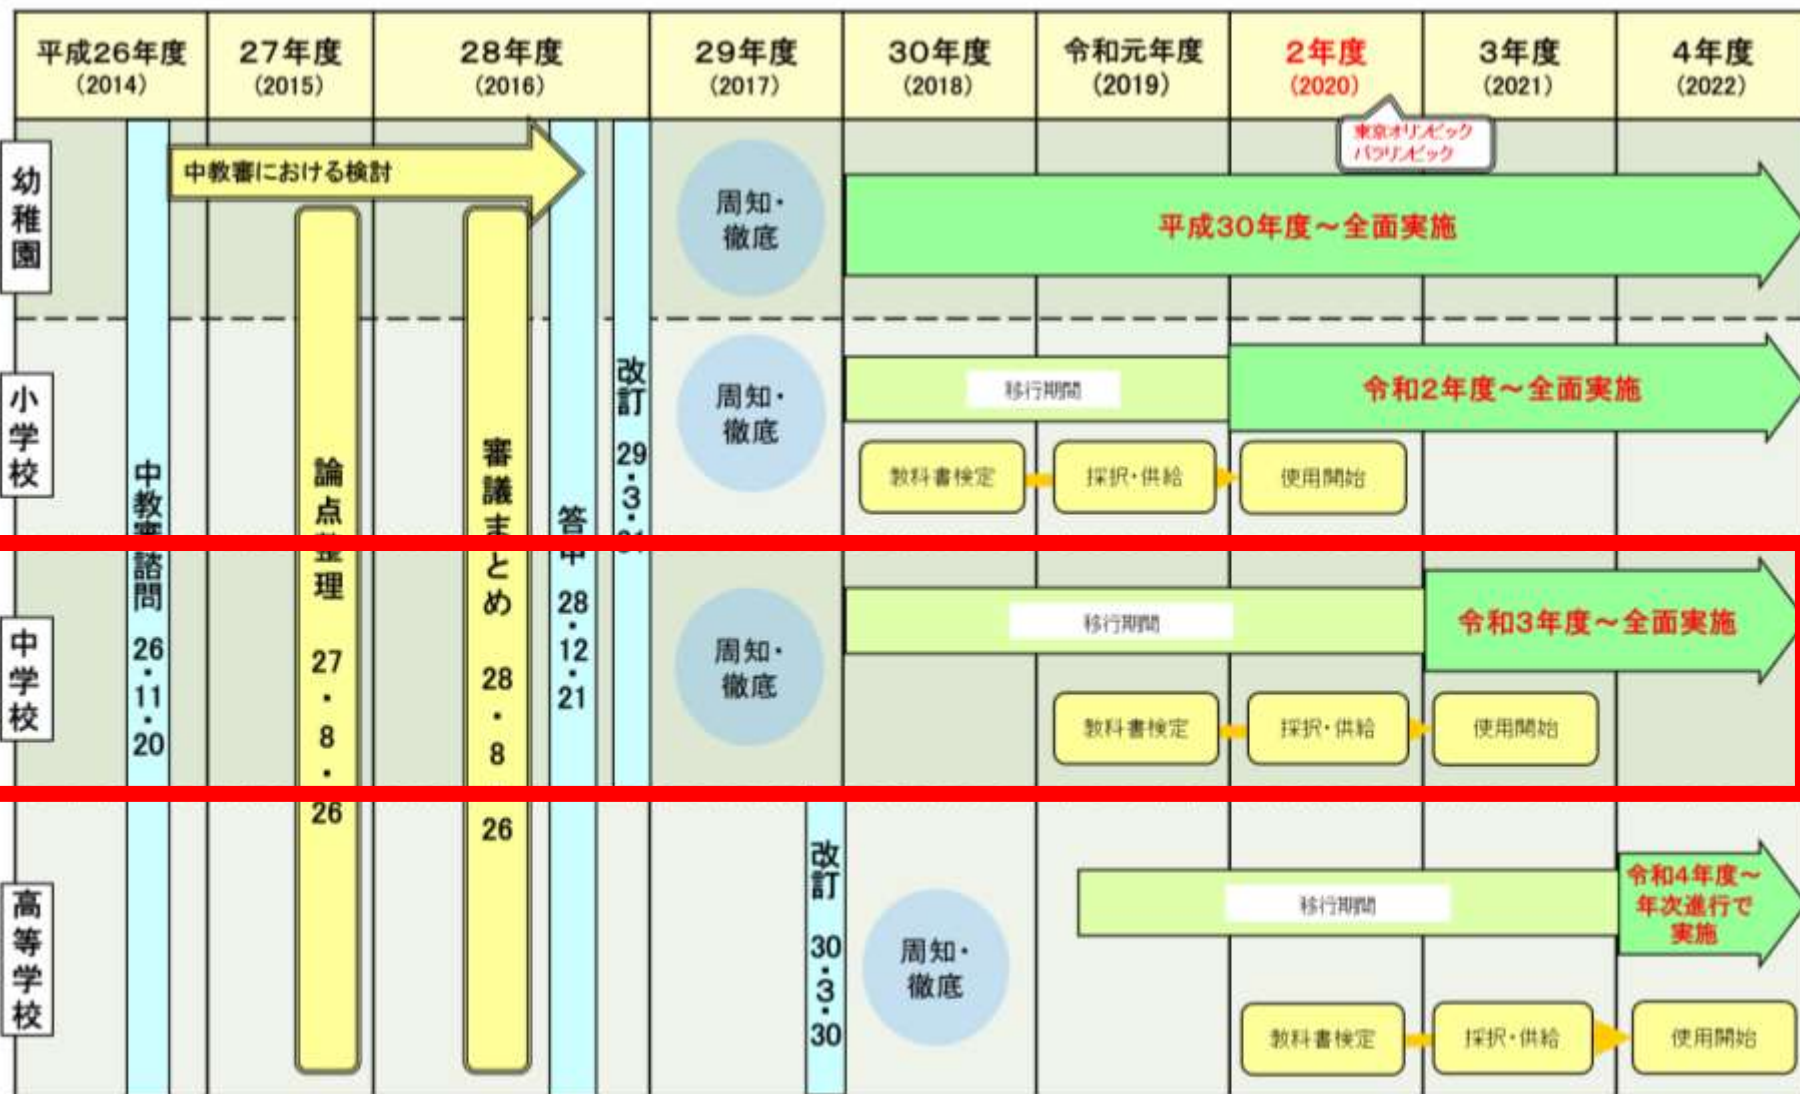 平成26年度
(2014)
27年度
(2015)
28年度
(2016)
29年度
(2017)
30年度
(2018)
令和元年度
(2019)
2年度
(2020)
3年度
(2021)
4年度
(2022)
東京オリンピック
パラリンピック
中教審諮問 26・11・20
中教審における検討
論点整理 27・8・26
審議まとめ 28・8・26
答申 28・12・21
改訂 29・3・31
幼稚園
周知・
徹底
平成30年度～全面実施
小学校
周知・
徹底
移行期間
令和2年度～全面実施
教科書検定
採択・供給
使用開始
中学校
周知・
徹底
移行期間
令和3年度～全面実施
教科書検定
採択・供給
使用開始
高等学校
改訂 30・3・30
周知・
徹底
移行期間
令和4年度～
年次進行で
実施
教科書検定
採択・供給
使用開始